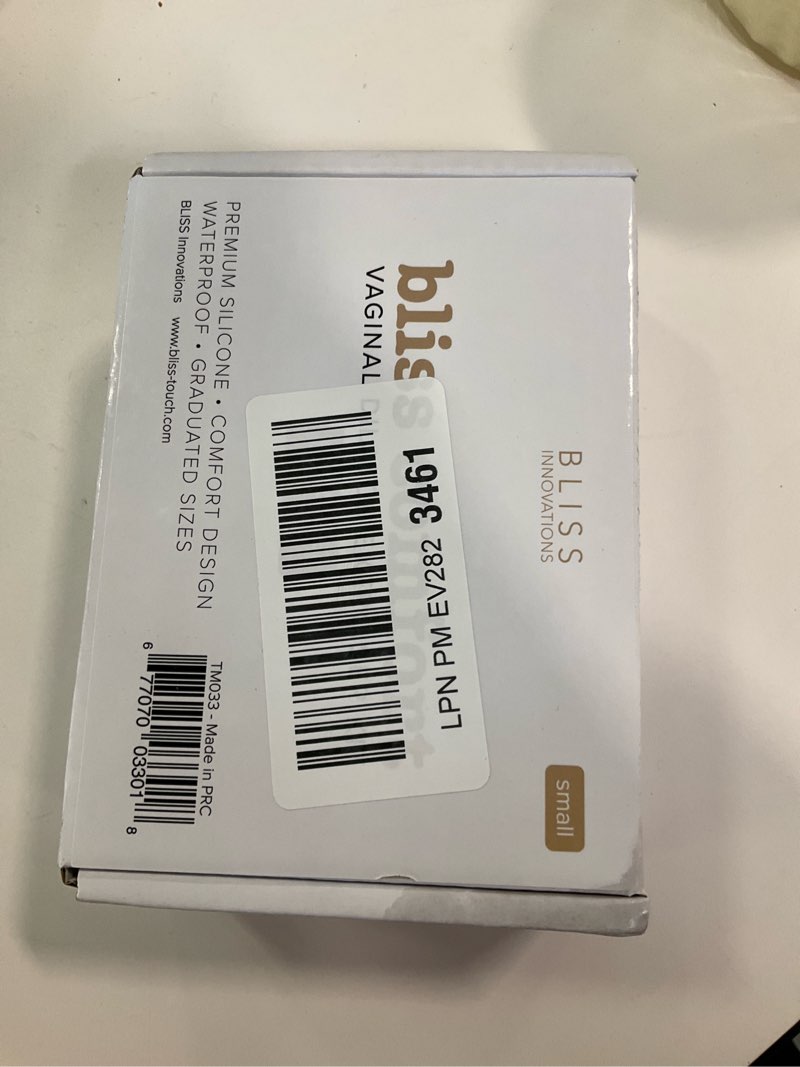 BLISS
INNOVATIONS
small
blis
VAGINAL
LPN PM EV282 3461
PREMIUM SILICONE • COMFORT DESIGN
WATERPROOF • GRADUATED SIZES
BLISS Innovations www.bliss-touch.com
TM033 - Made in PRC
6 77070 03301 8